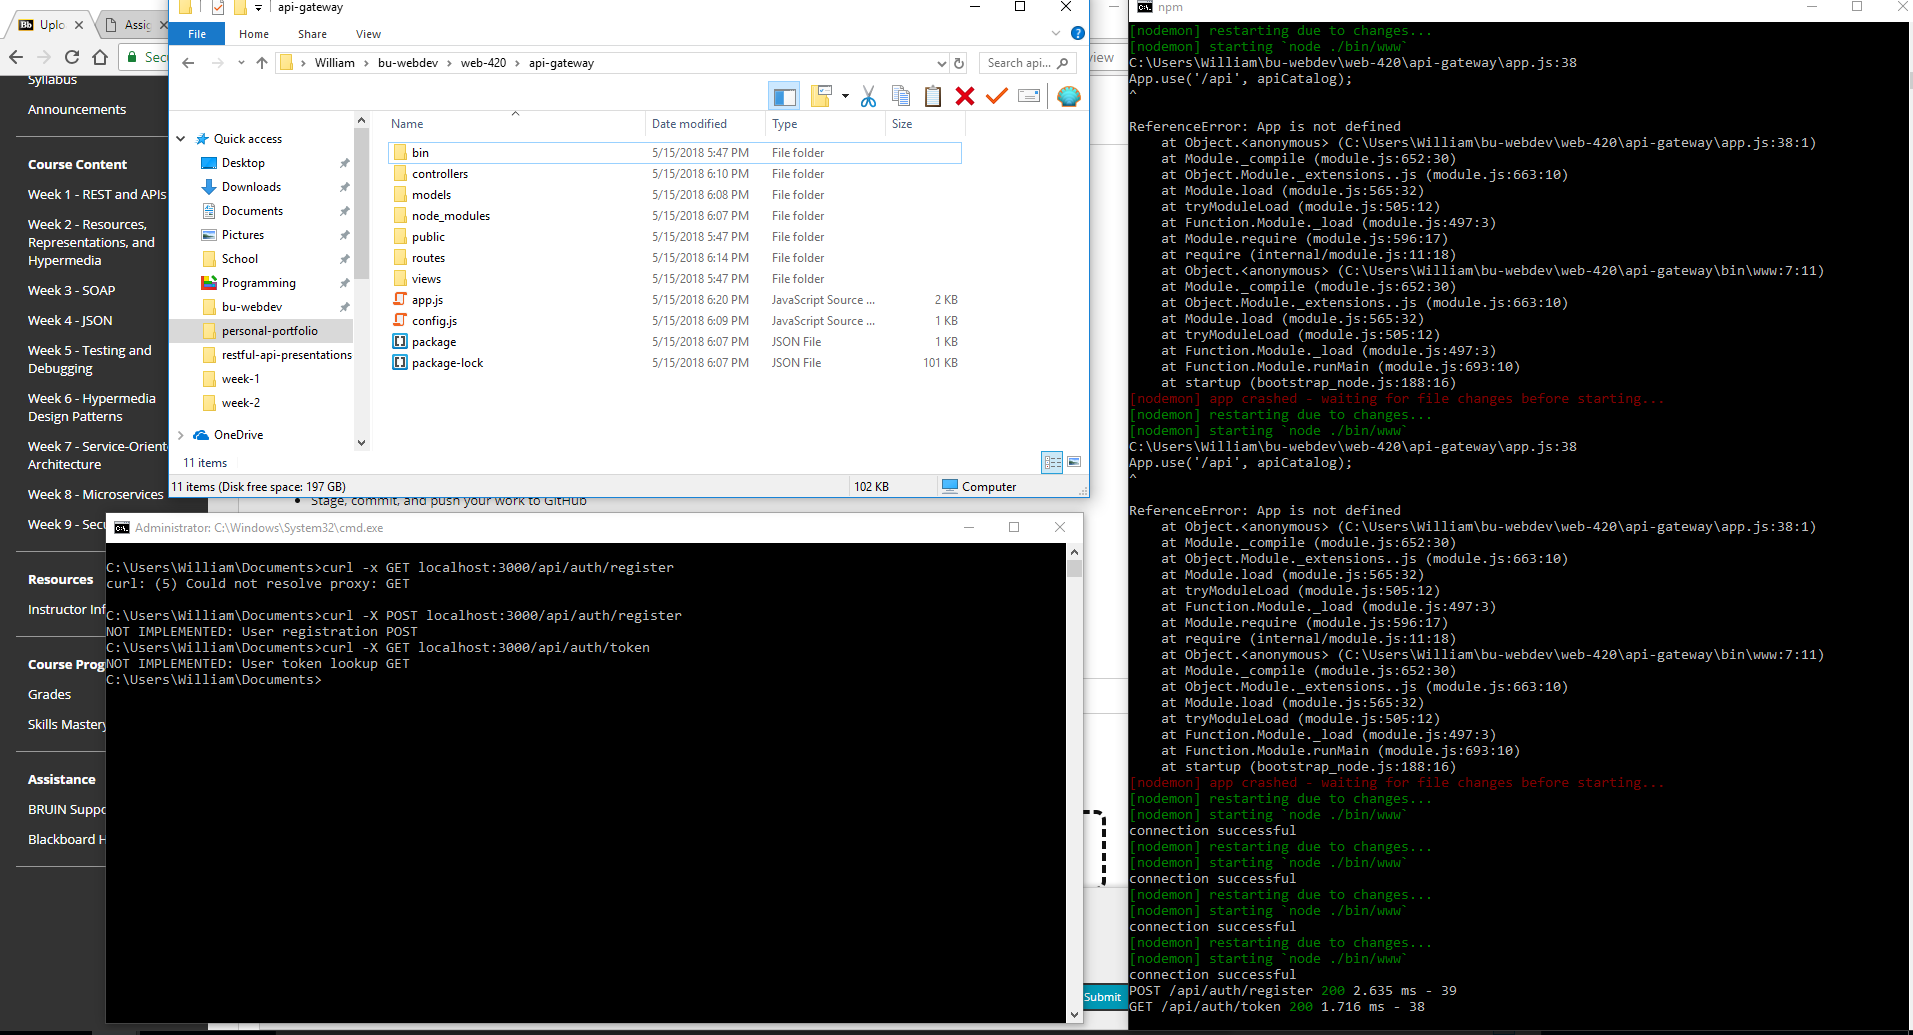 Uplo
Assig
Secu
Syllabus
Announcements
Course Content
Week 1 - REST and APIs
Week 2 - Resources,
Representations, and
Hypermedia
Week 3 - SOAP
Week 4 - JSON
Week 5 - Testing and
Debugging
Week 6 - Hypermedia
Design Patterns
Week 7 - Service-Orient
Architecture
Week 8 - Microservices
Week 9 - Secu
Resources
Instructor Inf
Course Prog
Grades
Skills Mastery
Assistance
BRUIN Suppo
Blackboard H
api-gateway
File Home Share View
William > bu-webdev > web-420 > api-gateway
Search api...
Name Date modified Type Size
Quick access
Desktop
Downloads
Documents
Pictures
School
Programming
bu-webdev
personal-portfolio
restful-api-presentations
week-1
week-2
OneDrive
bin 5/15/2018 5:47 PM File folder
controllers 5/15/2018 6:10 PM File folder
models 5/15/2018 6:08 PM File folder
node_modules 5/15/2018 6:07 PM File folder
public 5/15/2018 5:47 PM File folder
routes 5/15/2018 6:14 PM File folder
views 5/15/2018 5:47 PM File folder
app.js 5/15/2018 6:20 PM JavaScript Source ... 2 KB
config.js 5/15/2018 6:09 PM JavaScript Source ... 1 KB
package 5/15/2018 6:07 PM JSON File 1 KB
package-lock 5/15/2018 6:07 PM JSON File 101 KB
11 items
11 items (Disk free space: 197 GB) 102 KB Computer
iew
Stage, commit, and push your work to GitHub
Administrator: C:\Windows\System32\cmd.exe
C:\Users\William\Documents>curl -x GET localhost:3000/api/auth/register
curl: (5) Could not resolve proxy: GET
C:\Users\William\Documents>curl -X POST localhost:3000/api/auth/register
NOT IMPLEMENTED: User registration POST
C:\Users\William\Documents>curl -X GET localhost:3000/api/auth/token
NOT IMPLEMENTED: User token lookup GET
C:\Users\William\Documents>
Submit
npm
[nodemon] restarting due to changes...
[nodemon] starting `node ./bin/www`
C:\Users\William\bu-webdev\web-420\api-gateway\app.js:38
App.use('/api', apiCatalog);
^
ReferenceError: App is not defined
at Object.<anonymous> (C:\Users\William\bu-webdev\web-420\api-gateway\app.js:38:1)
at Module._compile (module.js:652:30)
at Object.Module._extensions..js (module.js:663:10)
at Module.load (module.js:565:32)
at tryModuleLoad (module.js:505:12)
at Function.Module._load (module.js:497:3)
at Module.require (module.js:596:17)
at require (internal/module.js:11:18)
at Object.<anonymous> (C:\Users\William\bu-webdev\web-420\api-gateway\bin\www:7:11)
at Module._compile (module.js:652:30)
at Object.Module._extensions..js (module.js:663:10)
at Module.load (module.js:565:32)
at tryModuleLoad (module.js:505:12)
at Function.Module._load (module.js:497:3)
at Function.Module.runMain (module.js:693:10)
at startup (bootstrap_node.js:188:16)
[nodemon] app crashed - waiting for file changes before starting...
[nodemon] restarting due to changes...
[nodemon] starting `node ./bin/www`
C:\Users\William\bu-webdev\web-420\api-gateway\app.js:38
App.use('/api', apiCatalog);
^
ReferenceError: App is not defined
at Object.<anonymous> (C:\Users\William\bu-webdev\web-420\api-gateway\app.js:38:1)
at Module._compile (module.js:652:30)
at Object.Module._extensions..js (module.js:663:10)
at Module.load (module.js:565:32)
at tryModuleLoad (module.js:505:12)
at Function.Module._load (module.js:497:3)
at Module.require (module.js:596:17)
at require (internal/module.js:11:18)
at Object.<anonymous> (C:\Users\William\bu-webdev\web-420\api-gateway\bin\www:7:11)
at Module._compile (module.js:652:30)
at Object.Module._extensions..js (module.js:663:10)
at Module.load (module.js:565:32)
at tryModuleLoad (module.js:505:12)
at Function.Module._load (module.js:497:3)
at Function.Module.runMain (module.js:693:10)
at startup (bootstrap_node.js:188:16)
[nodemon] app crashed - waiting for file changes before starting...
[nodemon] restarting due to changes...
[nodemon] starting `node ./bin/www`
connection successful
[nodemon] restarting due to changes...
[nodemon] starting `node ./bin/www`
connection successful
[nodemon] restarting due to changes...
[nodemon] starting `node ./bin/www`
connection successful
[nodemon] restarting due to changes...
[nodemon] starting `node ./bin/www`
connection successful
POST /api/auth/register 200 2.635 ms - 39
GET /api/auth/token 200 1.716 ms - 38